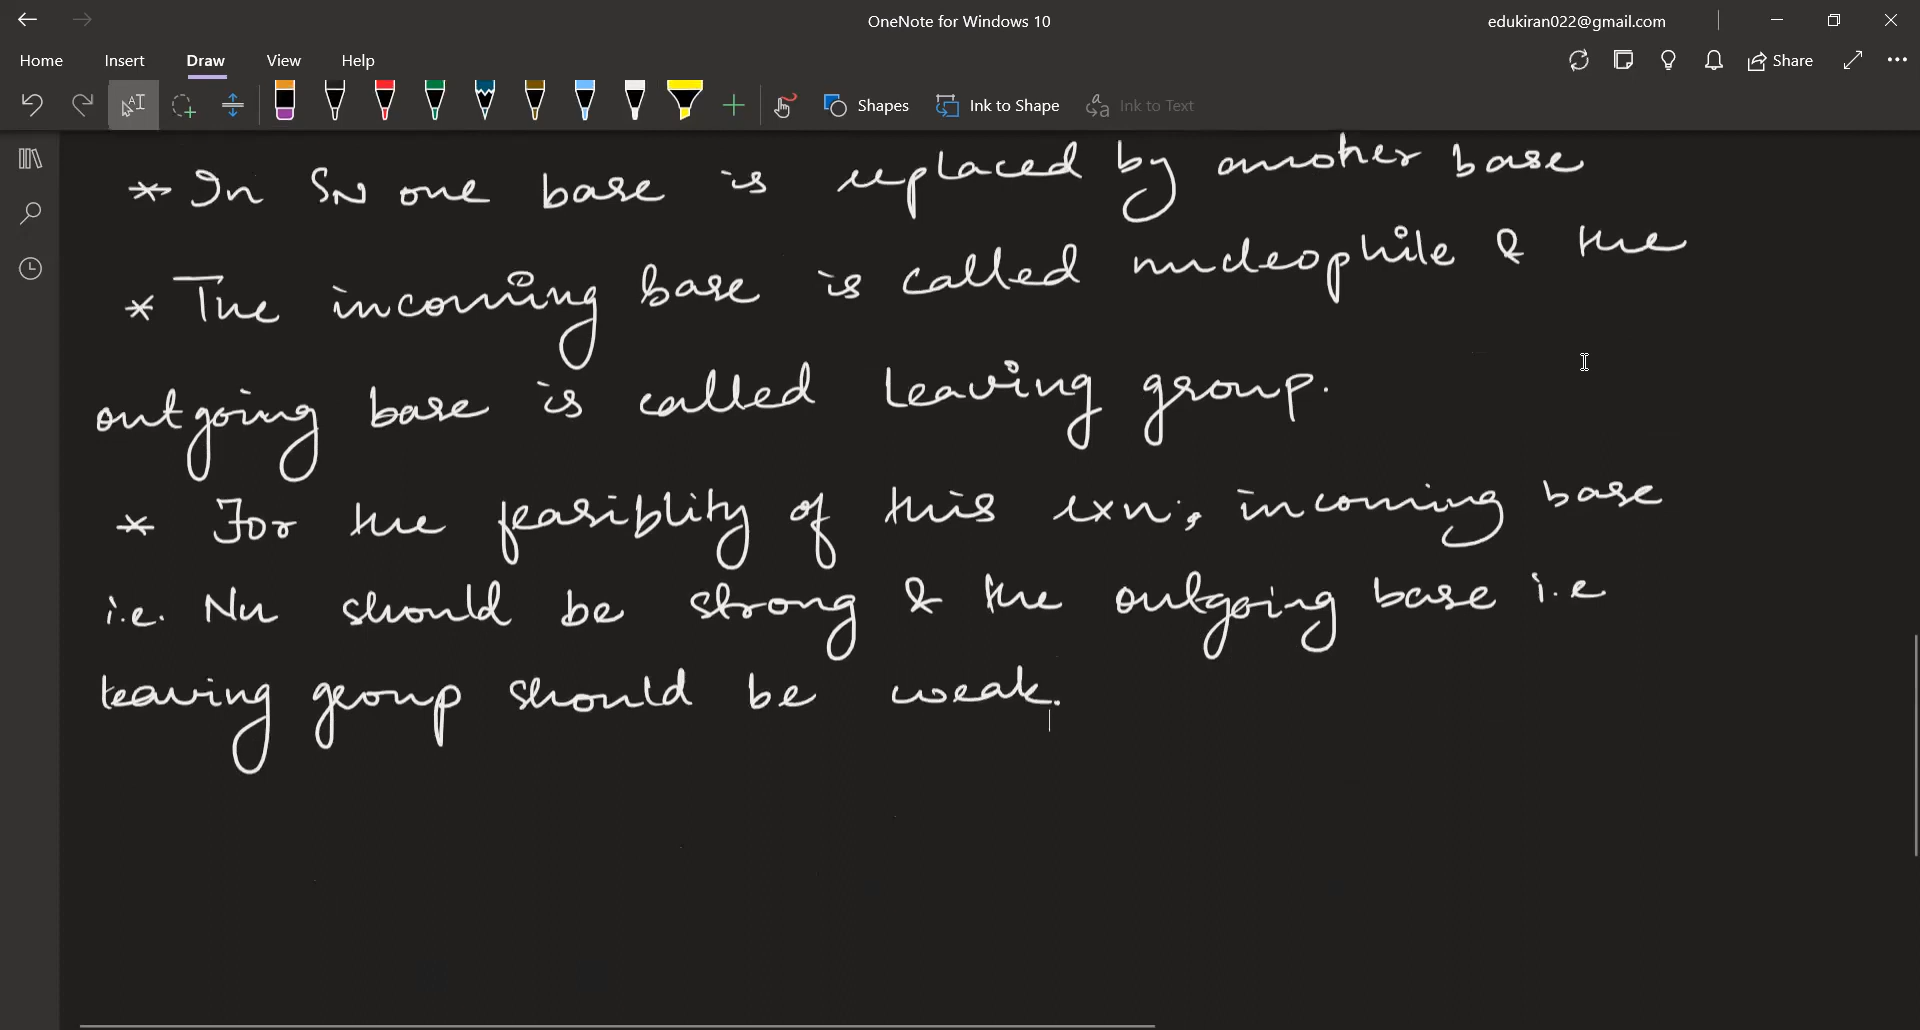 OneNote for Windows 10
edukiran022@gmail.com
Home Insert Draw View Help
Share
Shapes Ink to Shape Ink to Text
* In SN one base is replaced by another base
* The incoming base is called nucleophile & the
outgoing base is called leaving group.
* For the feasiblity of this rxn; incoming base
i.e. Nu should be strong & the outgoing base i.e
leaving group should be weak.